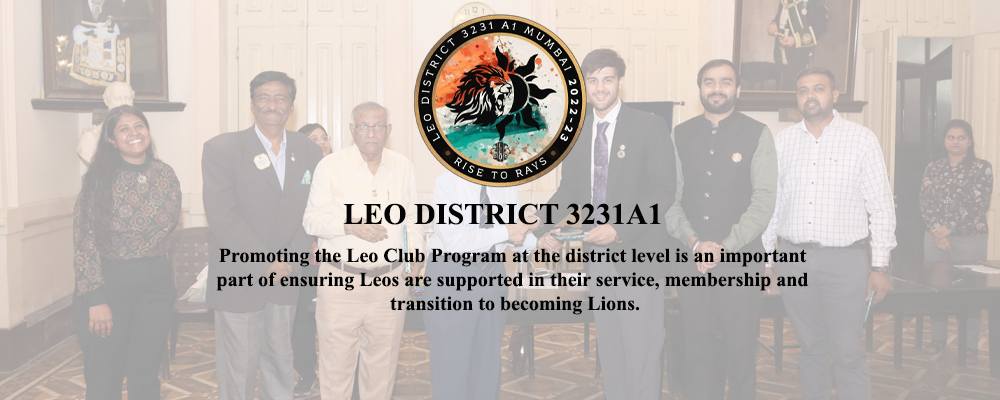 LEO DISTRICT 3231 A1 MUMBAI 2022-23
RISE TO RAYS
LEO DISTRICT 3231A1
Promoting the Leo Club Program at the district level is an important
part of ensuring Leos are supported in their service, membership and
transition to becoming Lions.